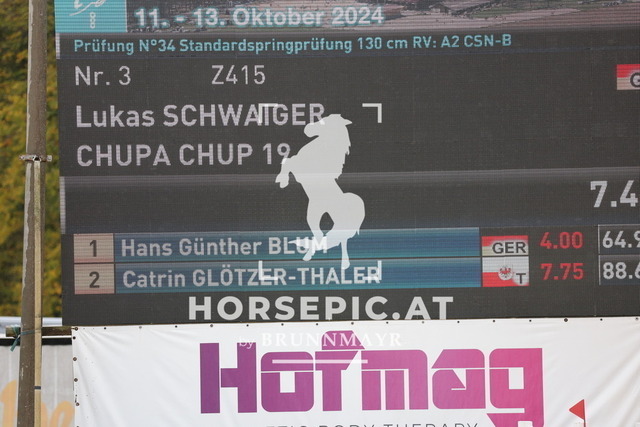 11. - 13. Oktober 2024
Prüfung N°34 Standardspringprüfung 130 cm RV: A2 CSN-B
Nr. 3 Z415
Lukas SCHWAIGER
CHUPA CHUP 19
7.4
1 Hans Günther BLUM GER 4.00 64.9
2 Catrin GLÖTZER-THALER T 7.75 88.6
HORSEPIC.AT
by BRUNNMAYR
Hofmag
BODY THERAPY